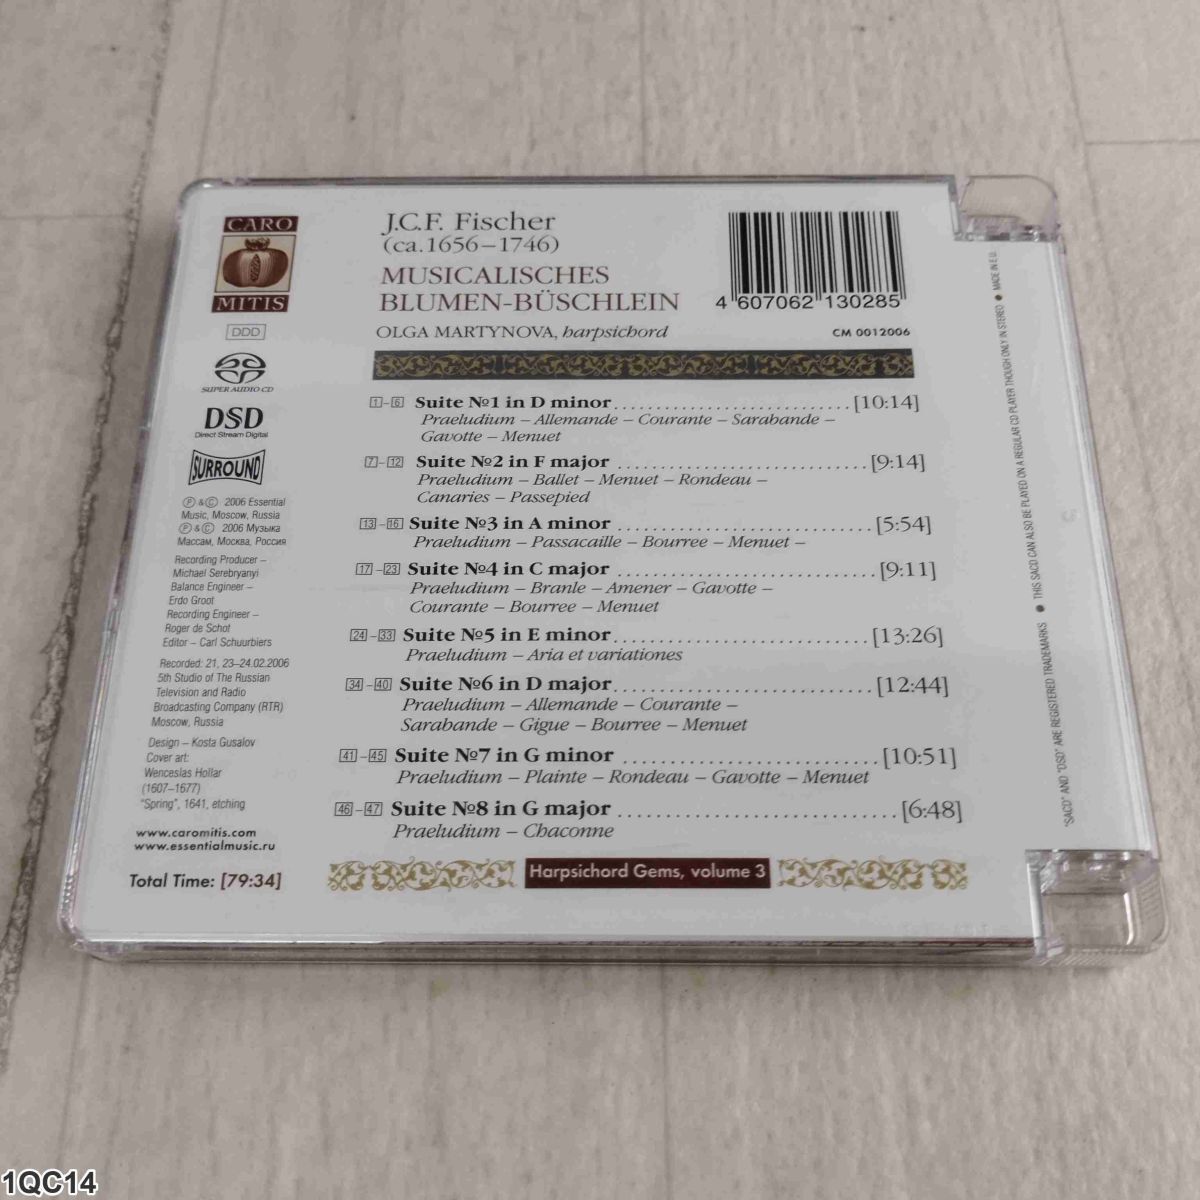 CARO
MITIS
DDD
SUPER AUDIO CD
DSD
Direct Stream Digital
SURROUND
Ⓟ & © 2006 Essential
Music, Moscow, Russia
Ⓟ & © 2006 Музыка
Массам, Москва, Россия
Recording Producer –
Michael Serebryanyi
Balance Engineer –
Erdo Groot
Recording Engineer –
Roger de Schot
Editor – Carl Schuurbiers
Recorded: 21, 23–24.02.2006
5th Studio of The Russian
Television and Radio
Broadcasting Company (RTR)
Moscow, Russia
Design – Kosta Gusalov
Cover art:
Wenceslas Hollar
(1607–1677)
"Spring", 1641, etching
www.caromitis.com
www.essentialmusic.ru
Total Time: [79:34]
J.C.F. Fischer
(ca.1656–1746)
MUSICALISCHES
BLUMEN-BÜSCHLEIN
OLGA MARTYNOVA, harpsichord
4 607062 130285
CM 0012006
1–6 Suite №1 in D minor [10:14]
Praeludium – Allemande – Courante – Sarabande –
Gavotte – Menuet
7–12 Suite №2 in F major [9:14]
Praeludium – Ballet – Menuet – Rondeau –
Canaries – Passepied
13–16 Suite №3 in A minor [5:54]
Praeludium – Passacaille – Bourree – Menuet –
17–23 Suite №4 in C major [9:11]
Praeludium – Branle – Amener – Gavotte –
Courante – Bourree – Menuet
24–33 Suite №5 in E minor [13:26]
Praeludium – Aria et variationes
34–40 Suite №6 in D major [12:44]
Praeludium – Allemande – Courante –
Sarabande – Gigue – Bourree – Menuet
41–45 Suite №7 in G minor [10:51]
Praeludium – Plainte – Rondeau – Gavotte – Menuet
46–47 Suite №8 in G major [6:48]
Praeludium – Chaconne
Harpsichord Gems, volume 3
"SACD" AND "DSD" ARE REGISTERED TRADEMARKS ● THIS SACD CAN ALSO BE PLAYED ON A REGULAR CD PLAYER THOUGH ONLY IN STEREO ● MADE IN E.U.
1QC14